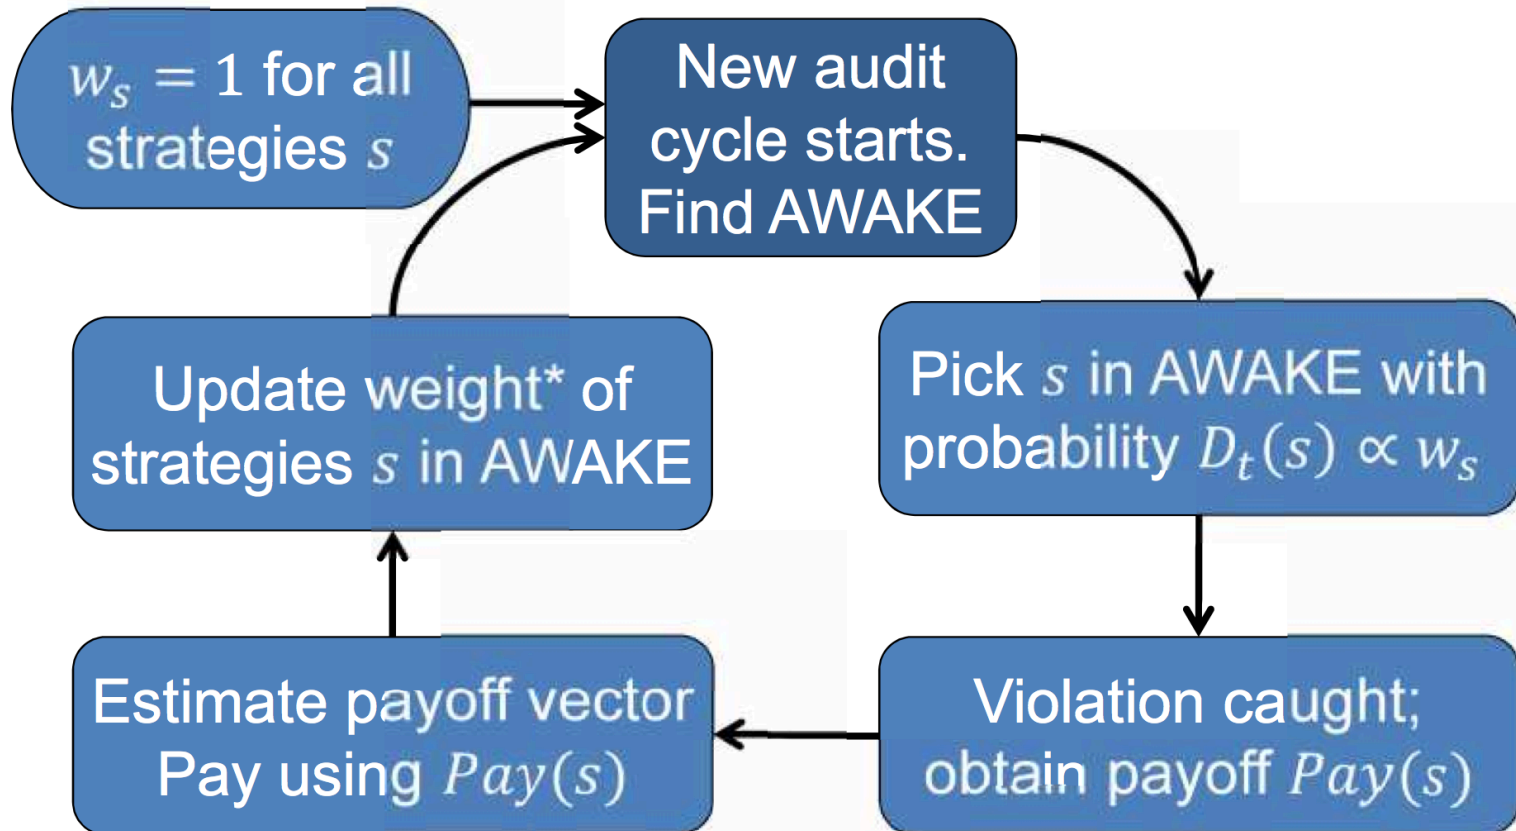 w_s = 1 for all
strategies s
New audit
cycle starts.
Find AWAKE
Pick s in AWAKE with
probability D_t(s) ∝ w_s
Violation caught;
obtain payoff Pay(s)
Estimate payoff vector
Pay using Pay(s)
Update weight* of
strategies s in AWAKE